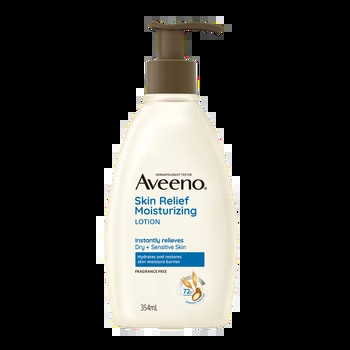 DERMATOLOGIST TESTED
Aveeno®
Skin Relief
Moisturizing
LOTION
Instantly relieves
Dry + Sensitive Skin
Hydrates and restores
skin moisture barrier
FRAGRANCE FREE
72
354mL